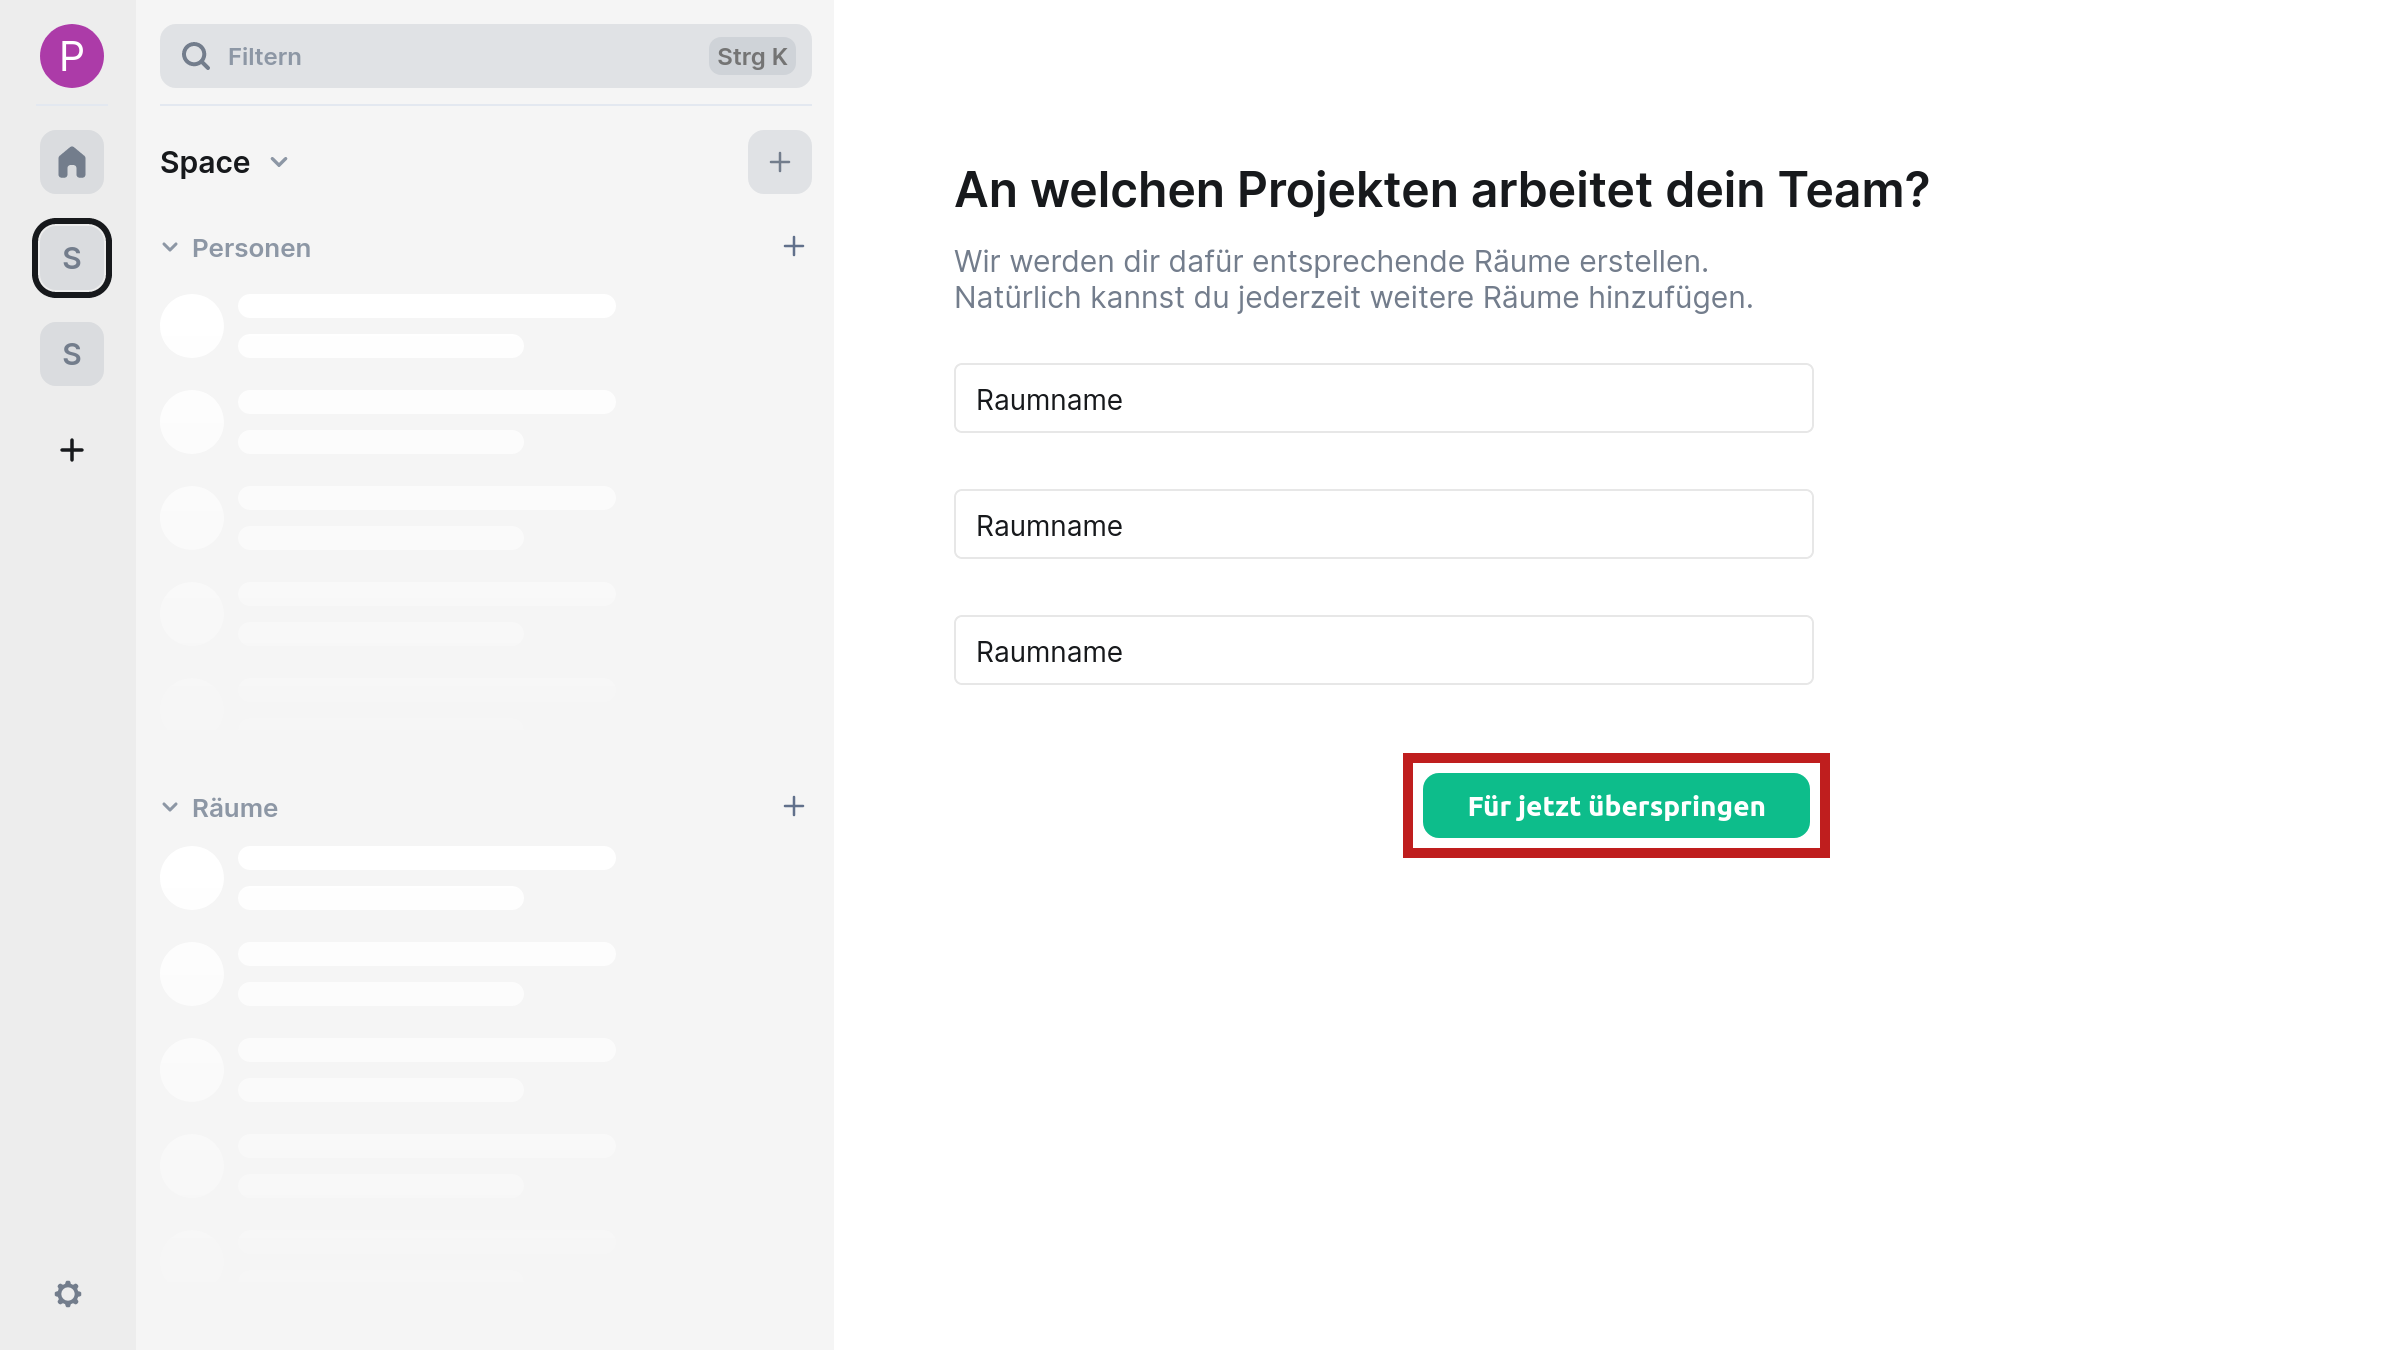 P
Filtern
Strg K
Space
S
Personen
S
Räume
An welchen Projekten arbeitet dein Team?
Wir werden dir dafür entsprechende Räume erstellen.
Natürlich kannst du jederzeit weitere Räume hinzufügen.
Raumname
Raumname
Raumname
Für jetzt überspringen